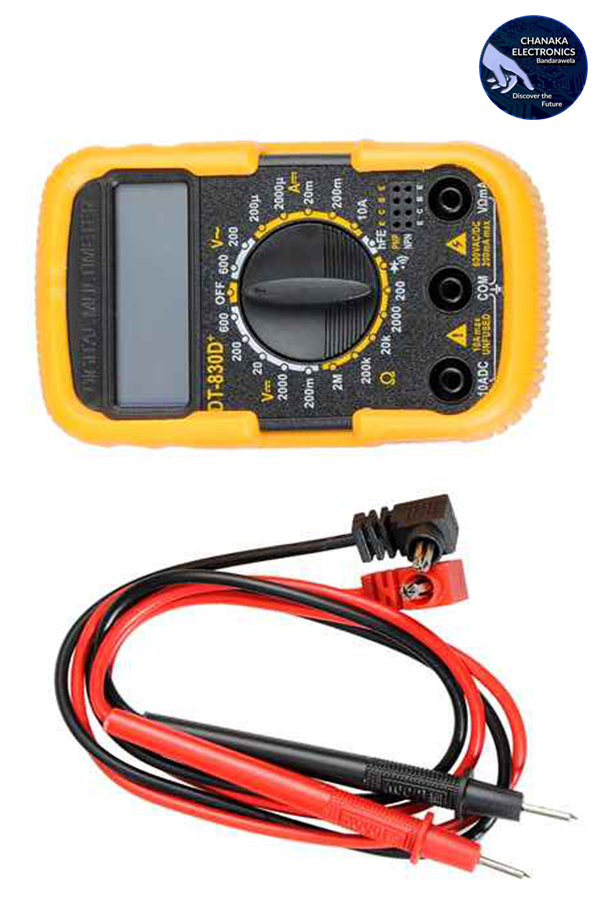 CHANAKA
ELECTRONICS
Bandarawela
Discover the
Future
DIGITAL MULTIMETER
DT-830D+
OFF
600
200
V~
200µ
2000µ
A⎓
20m
200m
10A
hFE
200
2000
20k
200k
2M
Ω
200m
2000
20
200
600
V⎓
E C B E
PNP
NPN
E C B E
VΩmA
600VAC/DC
200mA max
COM
10A max
UNFUSED
10ADC
1000V